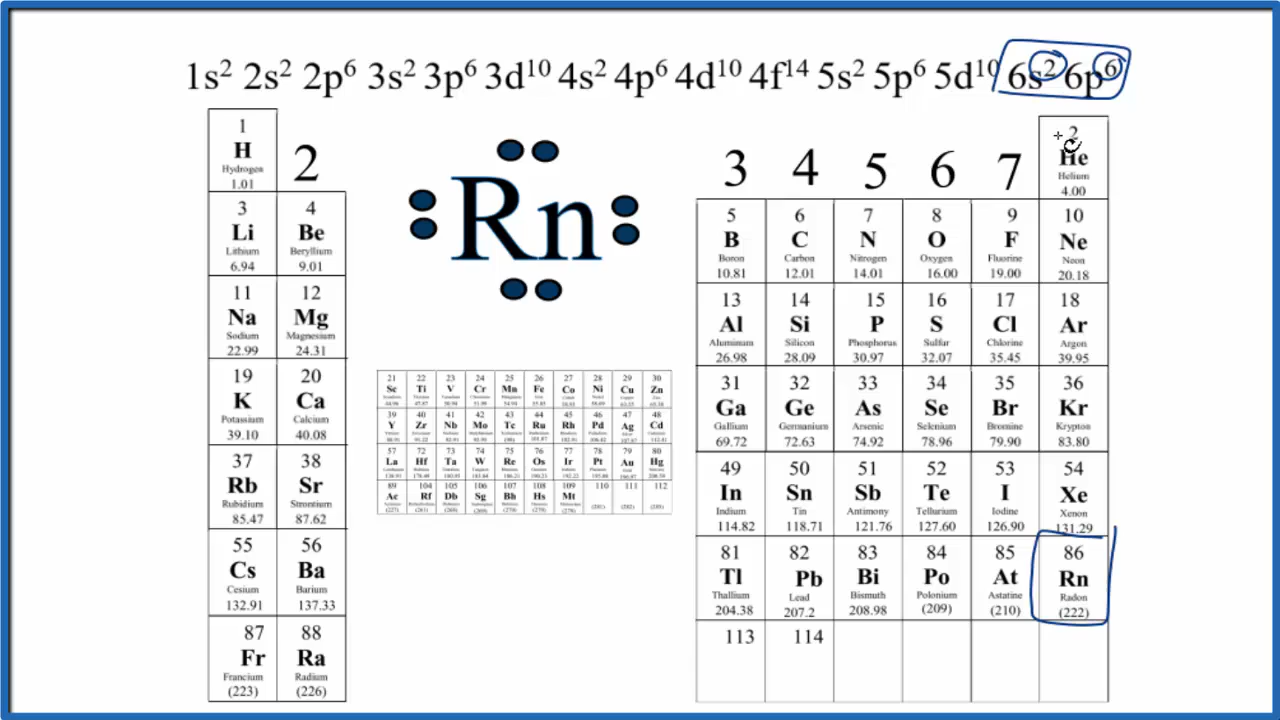 1s² 2s² 2p⁶ 3s² 3p⁶ 3d¹⁰ 4s² 4p⁶ 4d¹⁰ 4f¹⁴ 5s² 5p⁶ 5d¹⁰ 6s² 6p⁶
1 2
H 2 Rn 3 4 5 6 7 He
Hydrogen Helium
1.01 4.00
3 4 5 6 7 8 9 10
Li Be B C N O F Ne
Lithium Beryllium Boron Carbon Nitrogen Oxygen Fluorine Neon
6.94 9.01 10.81 12.01 14.01 16.00 19.00 20.18
11 12 13 14 15 16 17 18
Na Mg Al Si P S Cl Ar
Sodium Magnesium Aluminum Silicon Phosphorus Sulfur Chlorine Argon
22.99 24.31 26.98 28.09 30.97 32.07 35.45 39.95
19 20 21 22 23 24 25 26 27 28 29 30 31 32 33 34 35 36
K Ca Sc Ti V Cr Mn Fe Co Ni Cu Zn Ga Ge As Se Br Kr
Potassium Calcium Gallium Germanium Arsenic Selenium Bromine Krypton
39.10 40.08 69.72 72.63 74.92 78.96 79.90 83.80
37 38 39 40 41 42 43 44 45 46 47 48 49 50 51 52 53 54
Rb Sr Y Zr Nb Mo Tc Ru Rh Pd Ag Cd In Sn Sb Te I Xe
Rubidium Strontium Indium Tin Antimony Tellurium Iodine Xenon
85.47 87.62 114.82 118.71 121.76 127.60 126.90 131.29
55 56 57 72 73 74 75 76 77 78 79 80 81 82 83 84 85 86
Cs Ba La Hf Ta W Re Os Ir Pt Au Hg Tl Pb Bi Po At Rn
Cesium Barium Thallium Lead Bismuth Polonium Astatine Radon
132.91 137.33 204.38 207.2 208.98 (209) (210) (222)
87 88 89 104 105 106 107 108 109 110 111 112 113 114
Fr Ra Ac Rf Db Sg Bh Hs Mt
Francium Radium
(223) (226) (227)